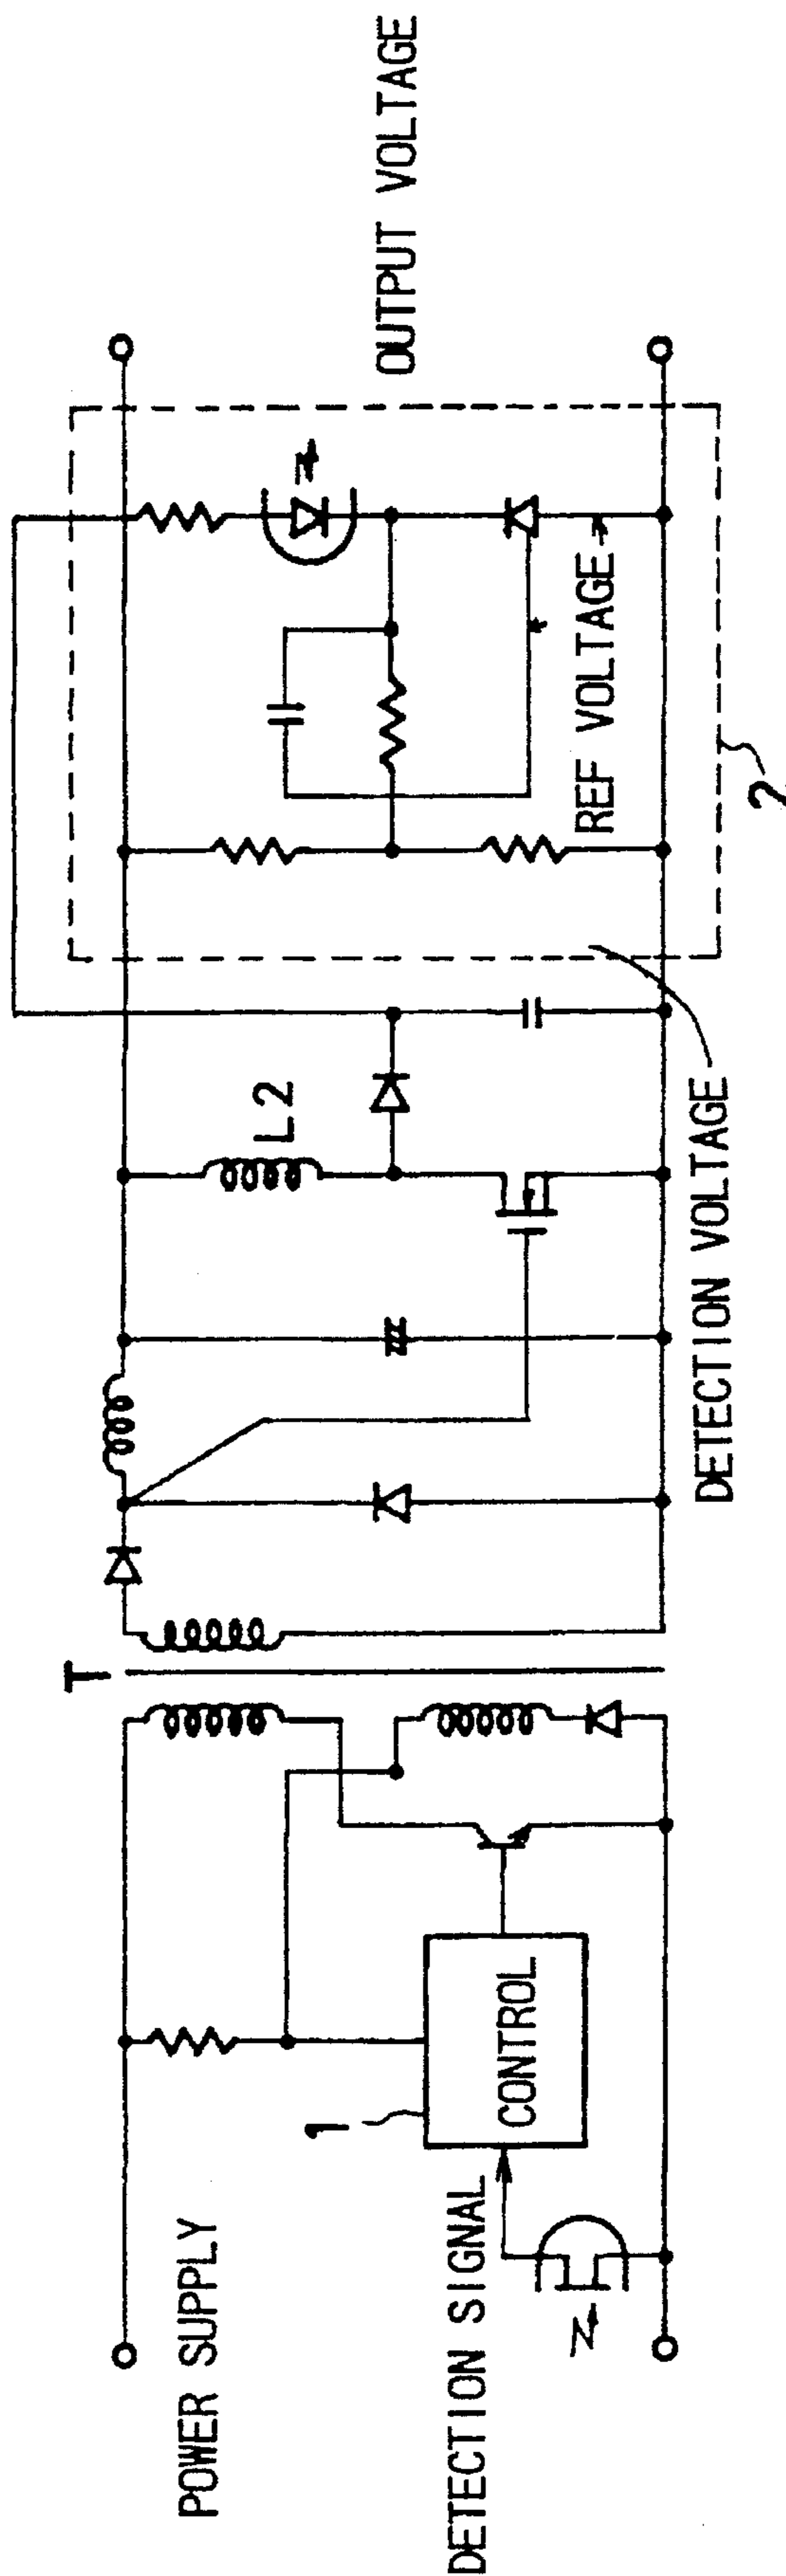 POWER SUPPLY
DETECTION SIGNAL
1
CONTROL
T
L2
DETECTION VOLTAGE
REF VOLTAGE
2
OUTPUT VOLTAGE